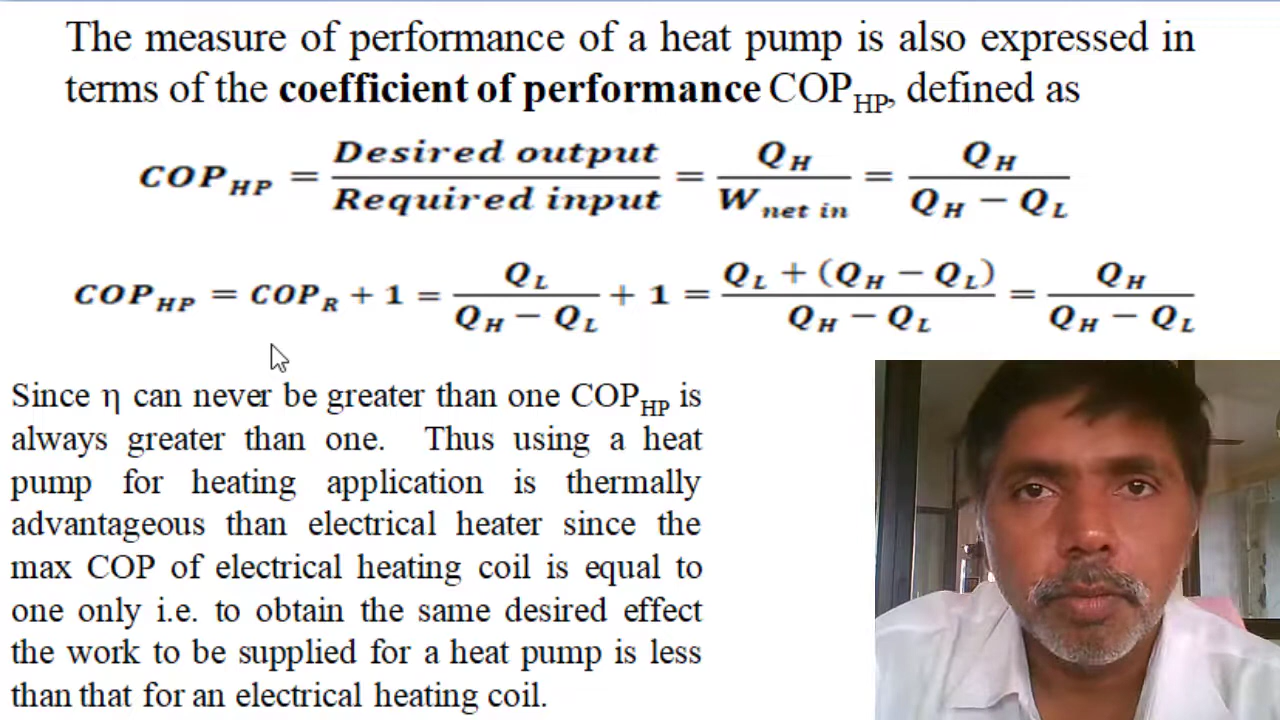 The measure of performance of a heat pump is also expressed in
terms of the coefficient of performance COP_HP, defined as
COP_HP = Desired output / Required input = Q_H / W_net in = Q_H / (Q_H − Q_L)
COP_HP = COP_R + 1 = Q_L / (Q_H − Q_L) + 1 = (Q_L + (Q_H − Q_L)) / (Q_H − Q_L) = Q_H / (Q_H − Q_L)
Since η can never be greater than one COP_HP is
always greater than one. Thus using a heat
pump for heating application is thermally
advantageous than electrical heater since the
max COP of electrical heating coil is equal to
one only i.e. to obtain the same desired effect
the work to be supplied for a heat pump is less
than that for an electrical heating coil.